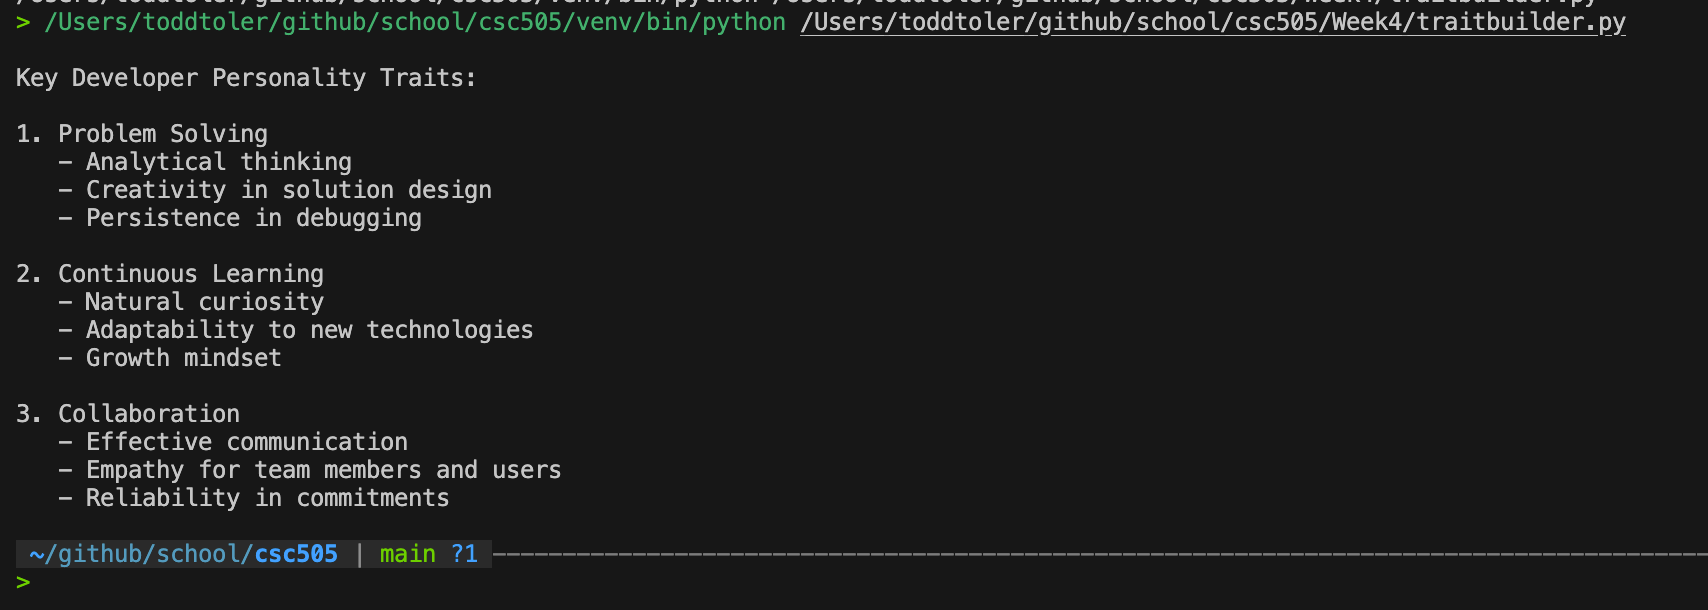 > /Users/toddtoler/github/school/csc505/venv/bin/python /Users/toddtoler/github/school/csc505/Week4/traitbuilder.py
Key Developer Personality Traits:
1. Problem Solving
– Analytical thinking
– Creativity in solution design
– Persistence in debugging
2. Continuous Learning
– Natural curiosity
– Adaptability to new technologies
– Growth mindset
3. Collaboration
– Effective communication
– Empathy for team members and users
– Reliability in commitments
~/github/school/csc505 | main ?1
>